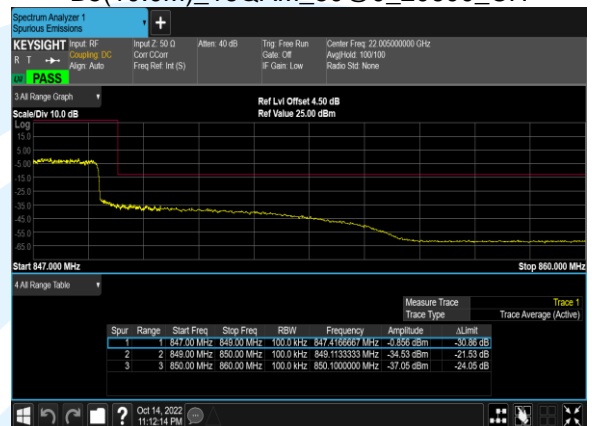 Spectrum Analyzer 1
Spurious Emissions
+
KEYSIGHT Input: RF Input Z: 50 Ω Atten: 40 dB Trig: Free Run Center Freq: 22.005000000 GHz
R T Coupling: DC Corr CCorr Gate: Off Avg|Hold: 100/100
Align: Auto Freq Ref: Int (S) IF Gain: Low Radio Std: None
PASS
3 All Range Graph
Ref Lvl Offset 4.50 dB
Scale/Div 10.0 dB Ref Value 25.00 dBm
Log
15.0
5.00
-5.00
-15.0
-25.0
-35.0
-45.0
-55.0
-65.0
Start 847.000 MHz Stop 860.000 MHz
4 All Range Table
Measure Trace Trace 1
Trace Type Trace Average (Active)
Spur Range Start Freq Stop Freq RBW Frequency Amplitude ΔLimit
1 1 847.00 MHz 849.00 MHz 100.0 kHz 847.4166667 MHz -0.856 dBm -30.86 dB
2 2 849.00 MHz 850.00 MHz 100.0 kHz 849.1133333 MHz -34.53 dBm -21.53 dB
3 3 850.00 MHz 860.00 MHz 100.0 kHz 850.1000000 MHz -37.05 dBm -24.05 dB
? Oct 14, 2022
11:12:14 PM